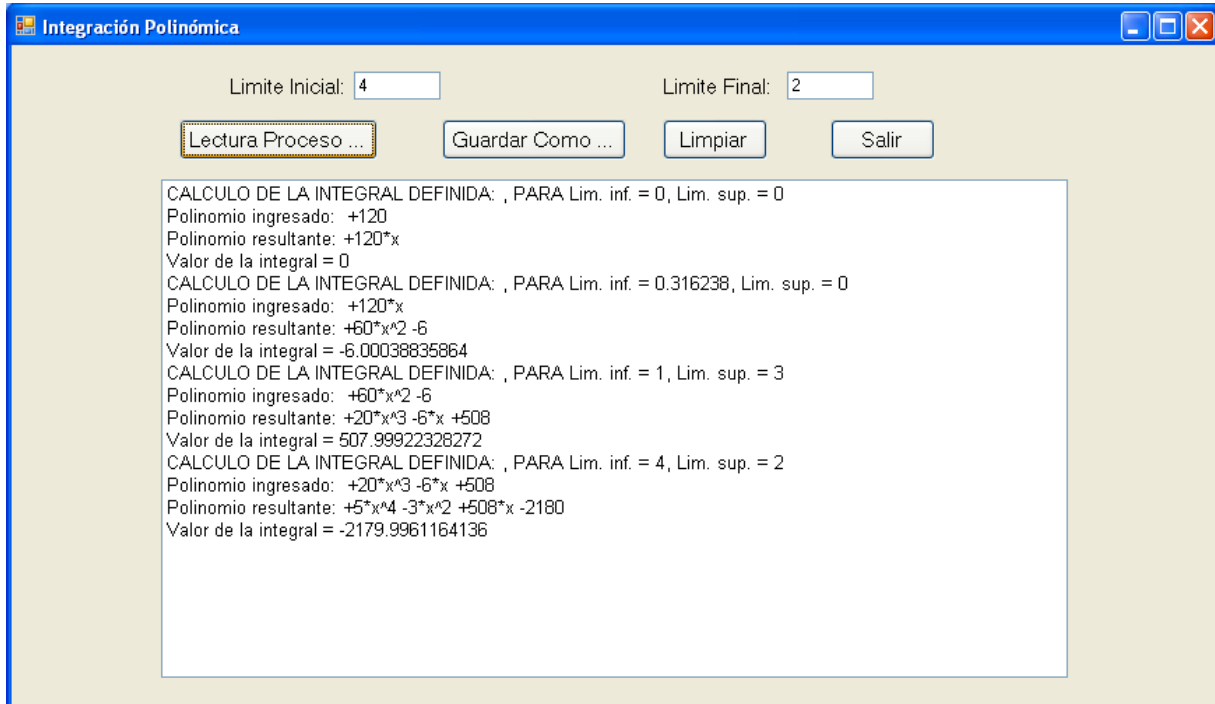 Integración Polinómica
Limite Inicial: 4 Limite Final: 2
Lectura Proceso ... Guardar Como ... Limpiar Salir
CALCULO DE LA INTEGRAL DEFINIDA: , PARA Lim. inf. = 0, Lim. sup. = 0
Polinomio ingresado: +120
Polinomio resultante: +120*x
Valor de la integral = 0
CALCULO DE LA INTEGRAL DEFINIDA: , PARA Lim. inf. = 0.316238, Lim. sup. = 0
Polinomio ingresado: +120*x
Polinomio resultante: +60*x^2 -6
Valor de la integral = -6.00038835864
CALCULO DE LA INTEGRAL DEFINIDA: , PARA Lim. inf. = 1, Lim. sup. = 3
Polinomio ingresado: +60*x^2 -6
Polinomio resultante: +20*x^3 -6*x +508
Valor de la integral = 507.99922328272
CALCULO DE LA INTEGRAL DEFINIDA: , PARA Lim. inf. = 4, Lim. sup. = 2
Polinomio ingresado: +20*x^3 -6*x +508
Polinomio resultante: +5*x^4 -3*x^2 +508*x -2180
Valor de la integral = -2179.9961164136